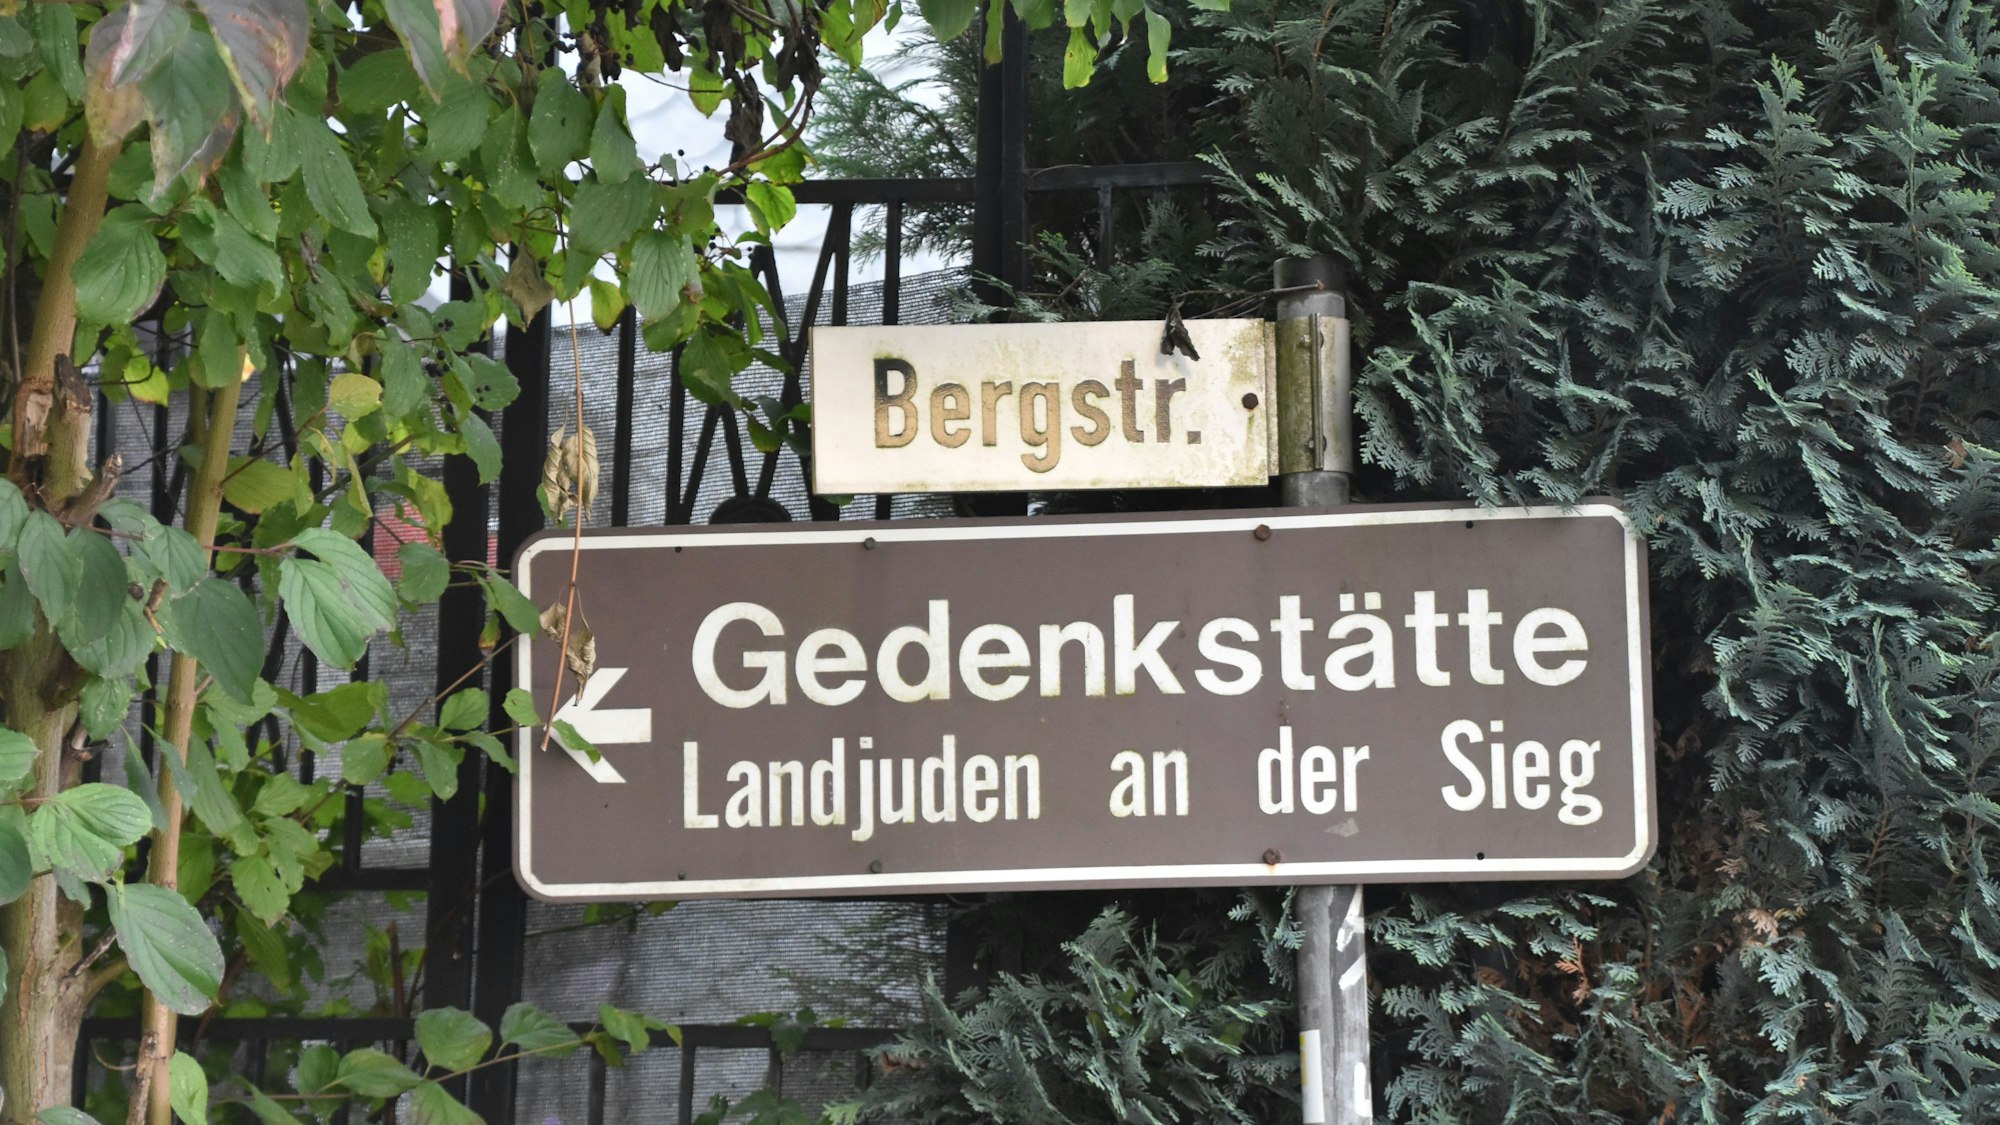 Bergstr.
Gedenkstätte
Landjuden an der Sieg